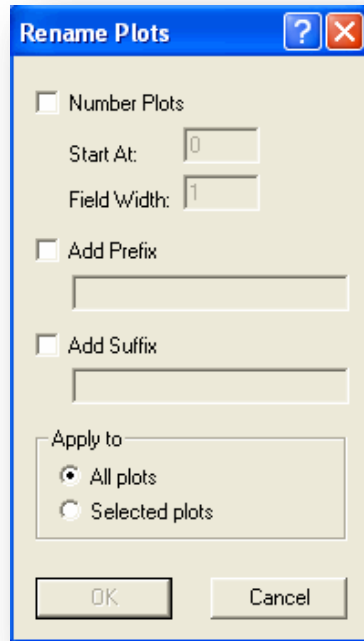 Rename Plots
Number Plots
Start At: 0
Field Width: 1
Add Prefix
Add Suffix
Apply to
All plots
Selected plots
OK Cancel